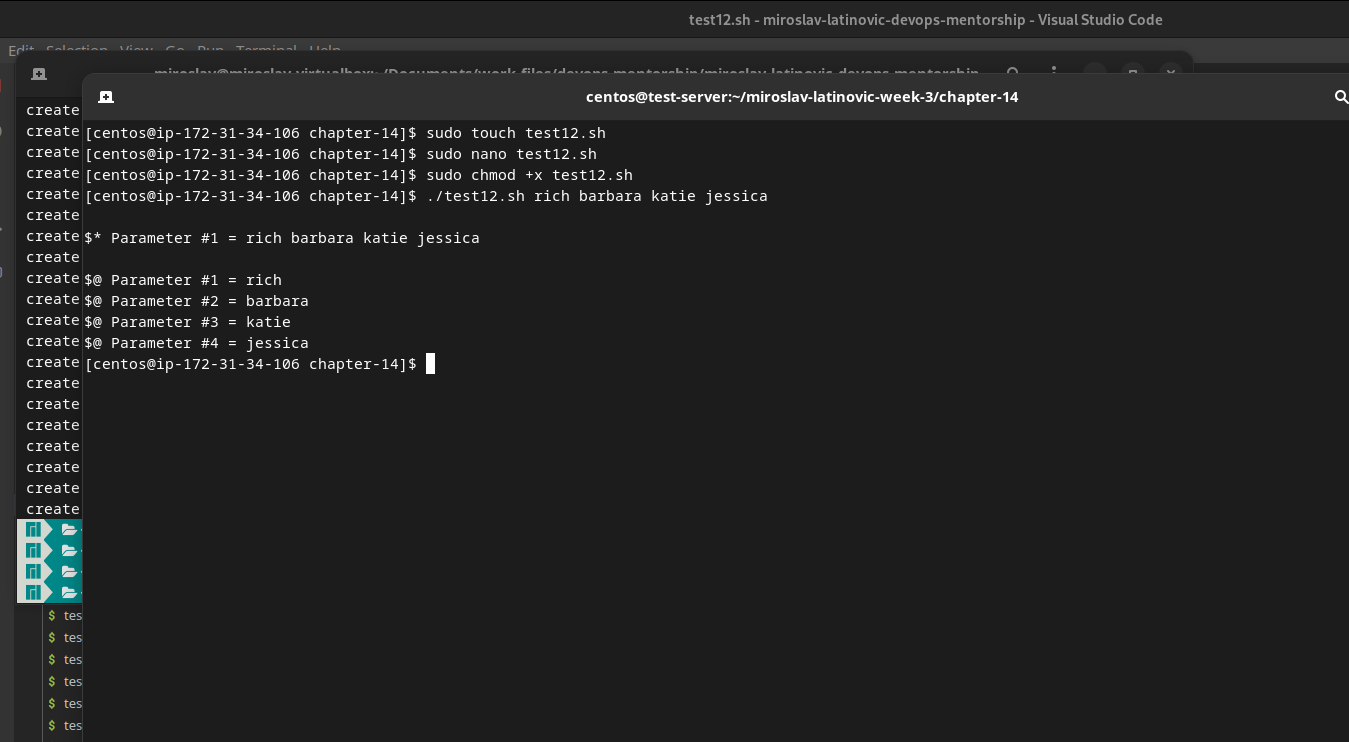 test12.sh - miroslav-latinovic-devops-mentorship - Visual Studio Code
Edit Selection View Go Run Terminal Help
miroslav@miroslav-virtualbox:~/Documents/work-files/devops-mentorship/miroslav-latinovic-devops-mentorship
centos@test-server:~/miroslav-latinovic-week-3/chapter-14
create
[centos@ip-172-31-34-106 chapter-14]$ sudo touch test12.sh
create
[centos@ip-172-31-34-106 chapter-14]$ sudo nano test12.sh
create
[centos@ip-172-31-34-106 chapter-14]$ sudo chmod +x test12.sh
create
[centos@ip-172-31-34-106 chapter-14]$ ./test12.sh rich barbara katie jessica
create
create
$* Parameter #1 = rich barbara katie jessica
create
create
$@ Parameter #1 = rich
create
$@ Parameter #2 = barbara
create
$@ Parameter #3 = katie
create
$@ Parameter #4 = jessica
create
[centos@ip-172-31-34-106 chapter-14]$
create
create
create
create
create
create
create
create
$ tes
$ tes
$ tes
$ tes
$ tes
$ tes